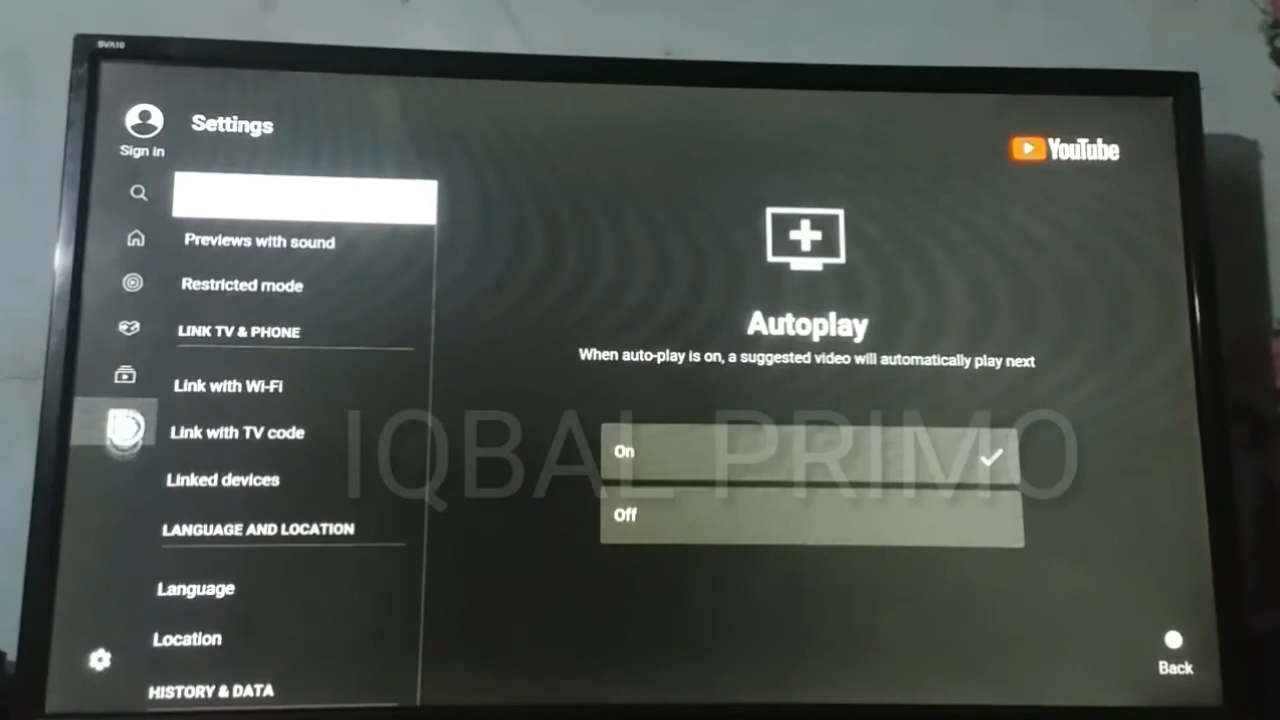 SVA10
Settings
Sign in
YouTube
Previews with sound
Restricted mode
LINK TV & PHONE
Link with Wi-Fi
Link with TV code
Linked devices
LANGUAGE AND LOCATION
Language
Location
HISTORY & DATA
Autoplay
When auto-play is on, a suggested video will automatically play next
On
Off
IQBAL PRIMO
Back